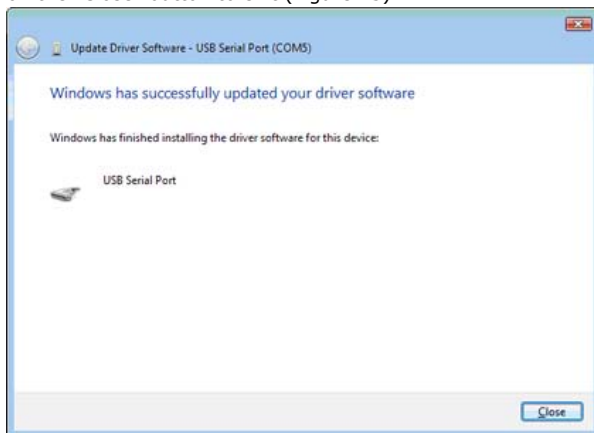 Update Driver Software - USB Serial Port (COM5)
Windows has successfully updated your driver software
Windows has finished installing the driver software for this device:
USB Serial Port
Close